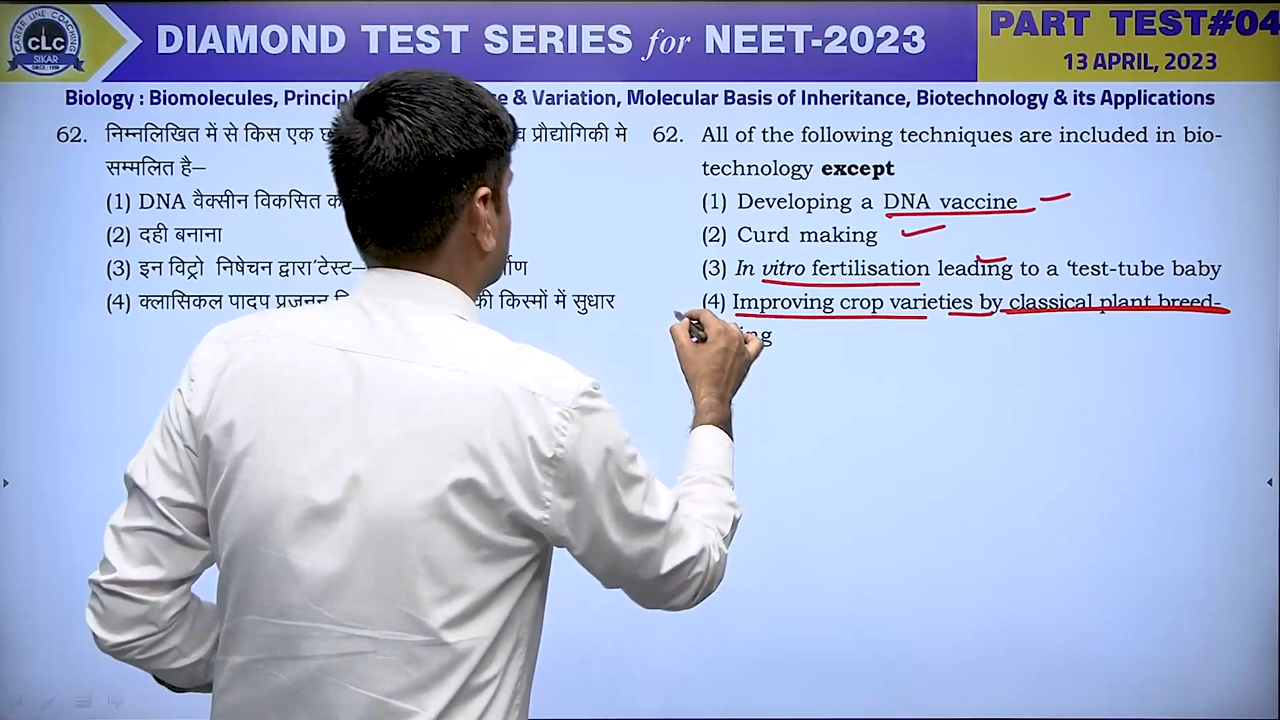 CAREER LINE COACHING
CLC
SIKAR
SINCE : 1996
DIAMOND TEST SERIES for NEET-2023
PART TEST#04
13 APRIL, 2023
Biology : Biomolecules, & Variation, Molecular Basis of Inheritance, Biotechnology & its Applications
62. निम्नलिखित में से किस एक प्रौद्योगिकी मे
सम्मलित है–
(1) DNA वैक्सीन विकसित
(2) दही बनाना
(3) इन विट्रो निषेचन द्वारा 'टेस्ट–
(4) क्लासिकल पादप प्रजनन की किस्मों में सुधार
62. All of the following techniques are included in bio-
technology except
(1) Developing a DNA vaccine
(2) Curd making
(3) In vitro fertilisation leading to a 'test-tube baby
(4) Improving crop varieties by classical plant breed-
ing